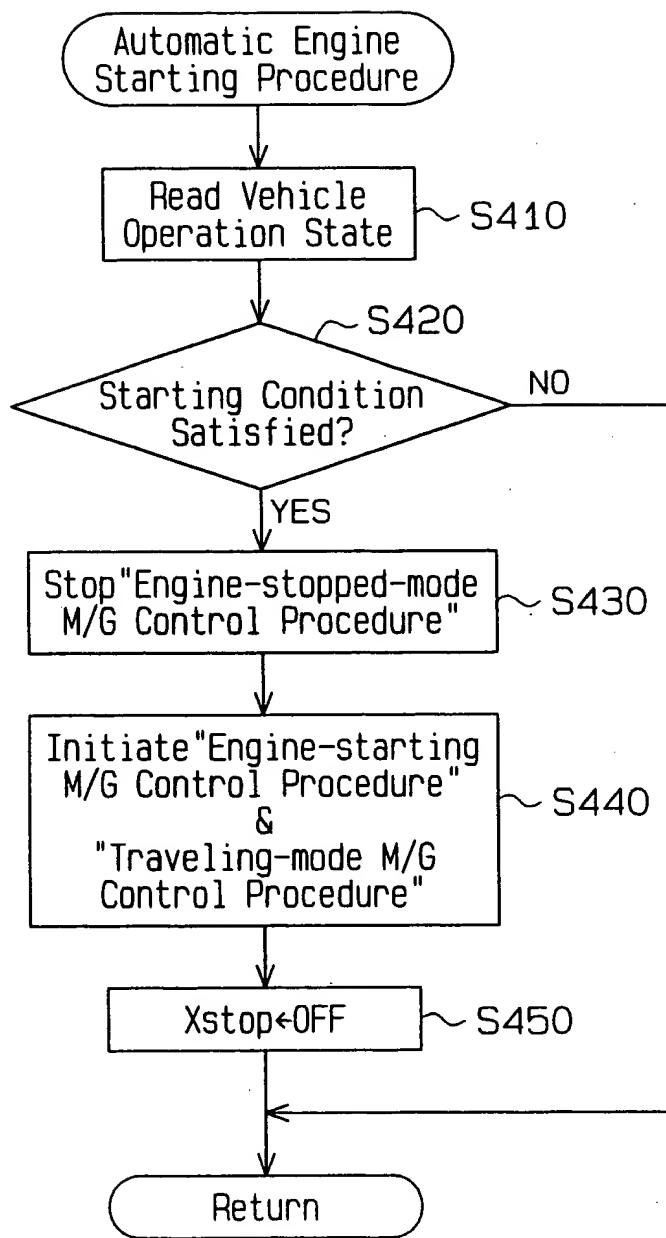 Automatic Engine
Starting Procedure
Read Vehicle
Operation State
S410
S420
Starting Condition
Satisfied?
NO
YES
Stop"Engine-stopped-mode
M/G Control Procedure"
S430
Initiate"Engine-starting
M/G Control Procedure"
&
"Traveling-mode M/G
Control Procedure"
S440
Xstop←OFF
S450
Return